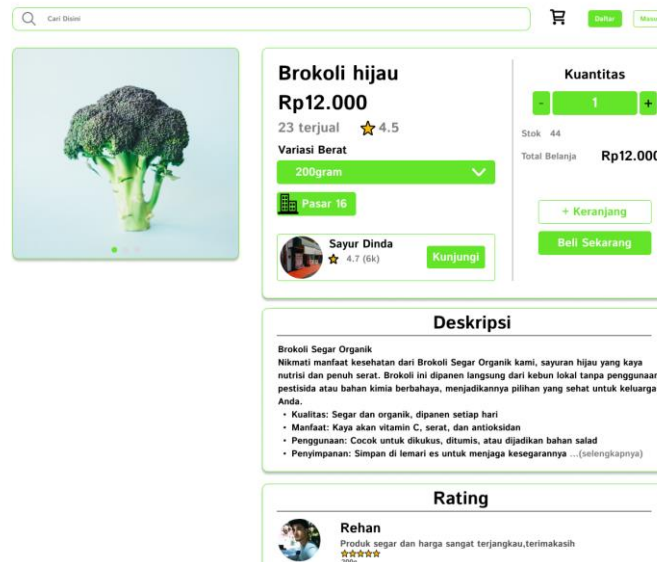 Cari Disini
Daftar
Masu
Brokoli hijau
Rp12.000
23 terjual 4.5
Variasi Berat
200gram
Pasar 16
Sayur Dinda
4.7 (6k)
Kunjungi
Kuantitas
- 1 +
Stok 44
Total Belanja Rp12.000
+ Keranjang
Beli Sekarang
Deskripsi
Brokoli Segar Organik
Nikmati manfaat kesehatan dari Brokoli Segar Organik kami, sayuran hijau yang kaya
nutrisi dan penuh serat. Brokoli ini dipanen langsung dari kebun lokal tanpa penggunaan
pestisida atau bahan kimia berbahaya, menjadikannya pilihan yang sehat untuk keluarga
Anda.
• Kualitas: Segar dan organik, dipanen setiap hari
• Manfaat: Kaya akan vitamin C, serat, dan antioksidan
• Penggunaan: Cocok untuk dikukus, ditumis, atau dijadikan bahan salad
• Penyimpanan: Simpan di lemari es untuk menjaga kesegarannya ...(selengkapnya)
Rating
Rehan
Produk segar dan harga sangat terjangkau,terimakasih